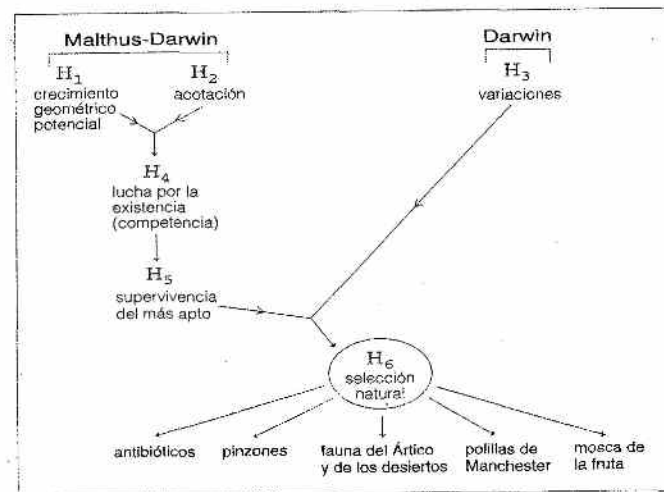 Malthus-Darwin
Darwin
H1
H2
H3
crecimiento
geométrico
potencial
acotación
variaciones
H4
lucha por la
existencia
(competencia)
H5
supervivencia
del más apto
H6
selección
natural
antibióticos
pinzones
fauna del Ártico
y de los desiertos
polillas de
Manchester
mosca de
la fruta